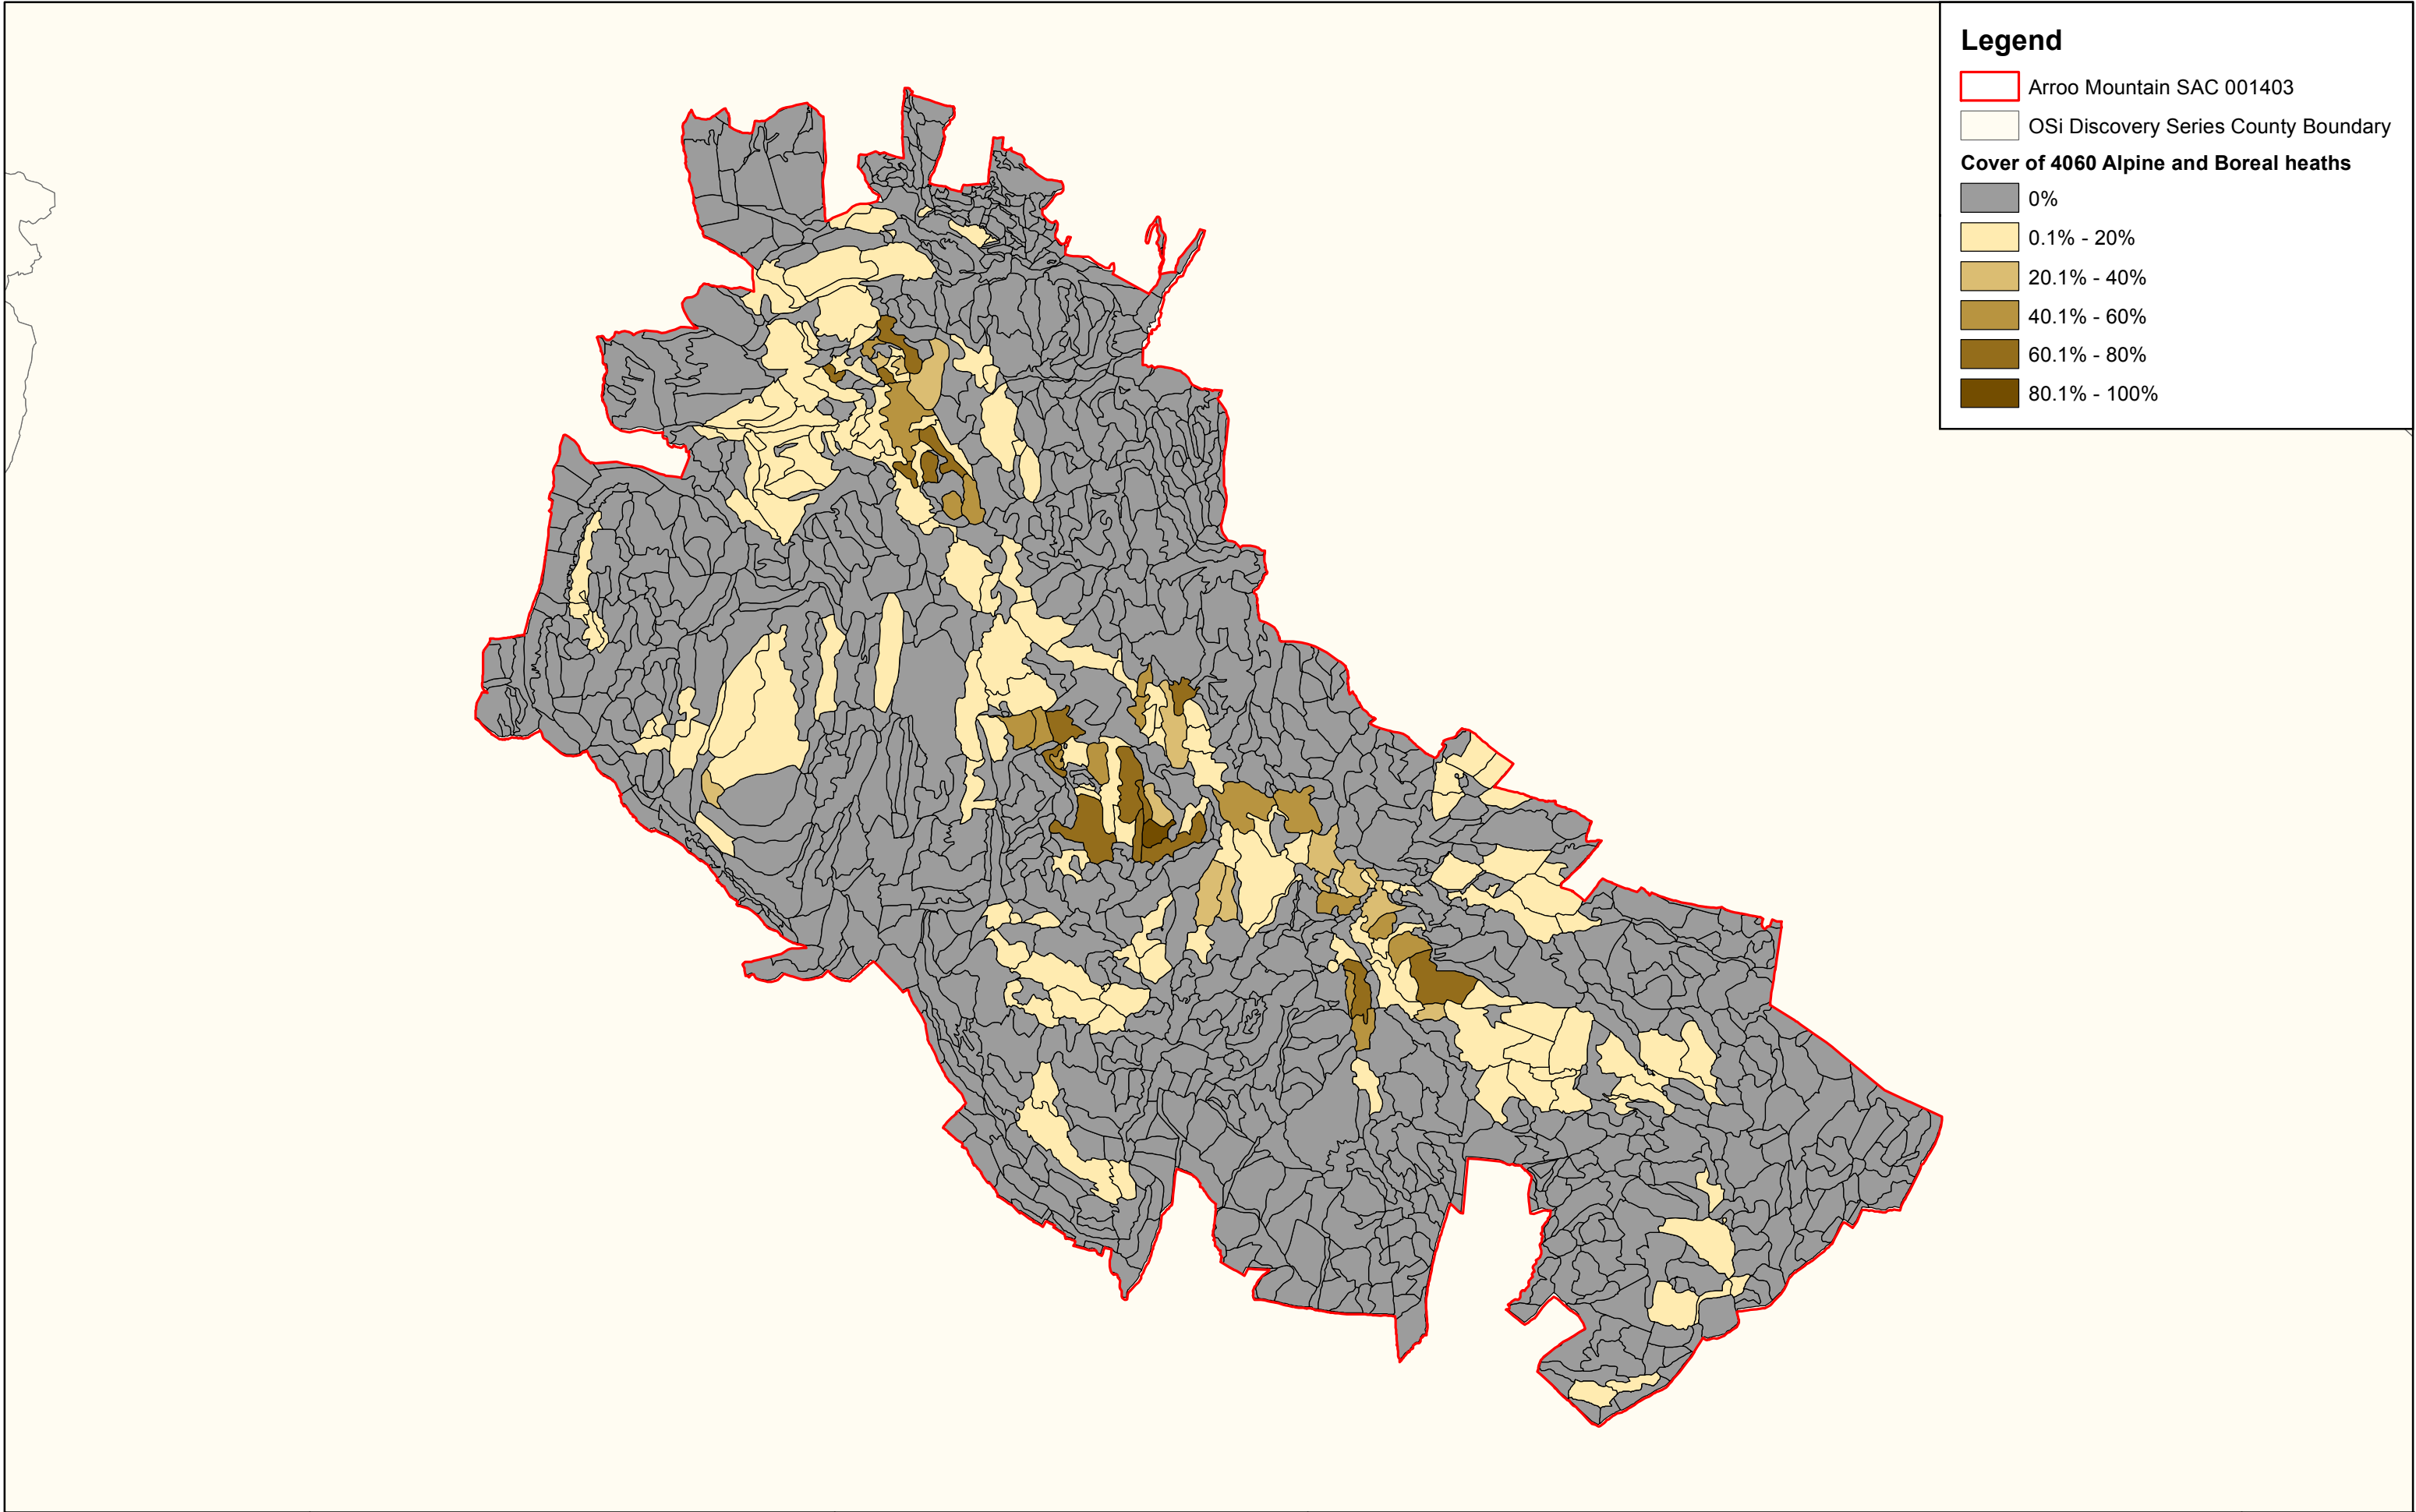 Legend
Arroo Mountain SAC 001403
OSi Discovery Series County Boundary
Cover of 4060 Alpine and Boreal heaths
0%
0.1% - 20%
20.1% - 40%
40.1% - 60%
60.1% - 80%
80.1% - 100%